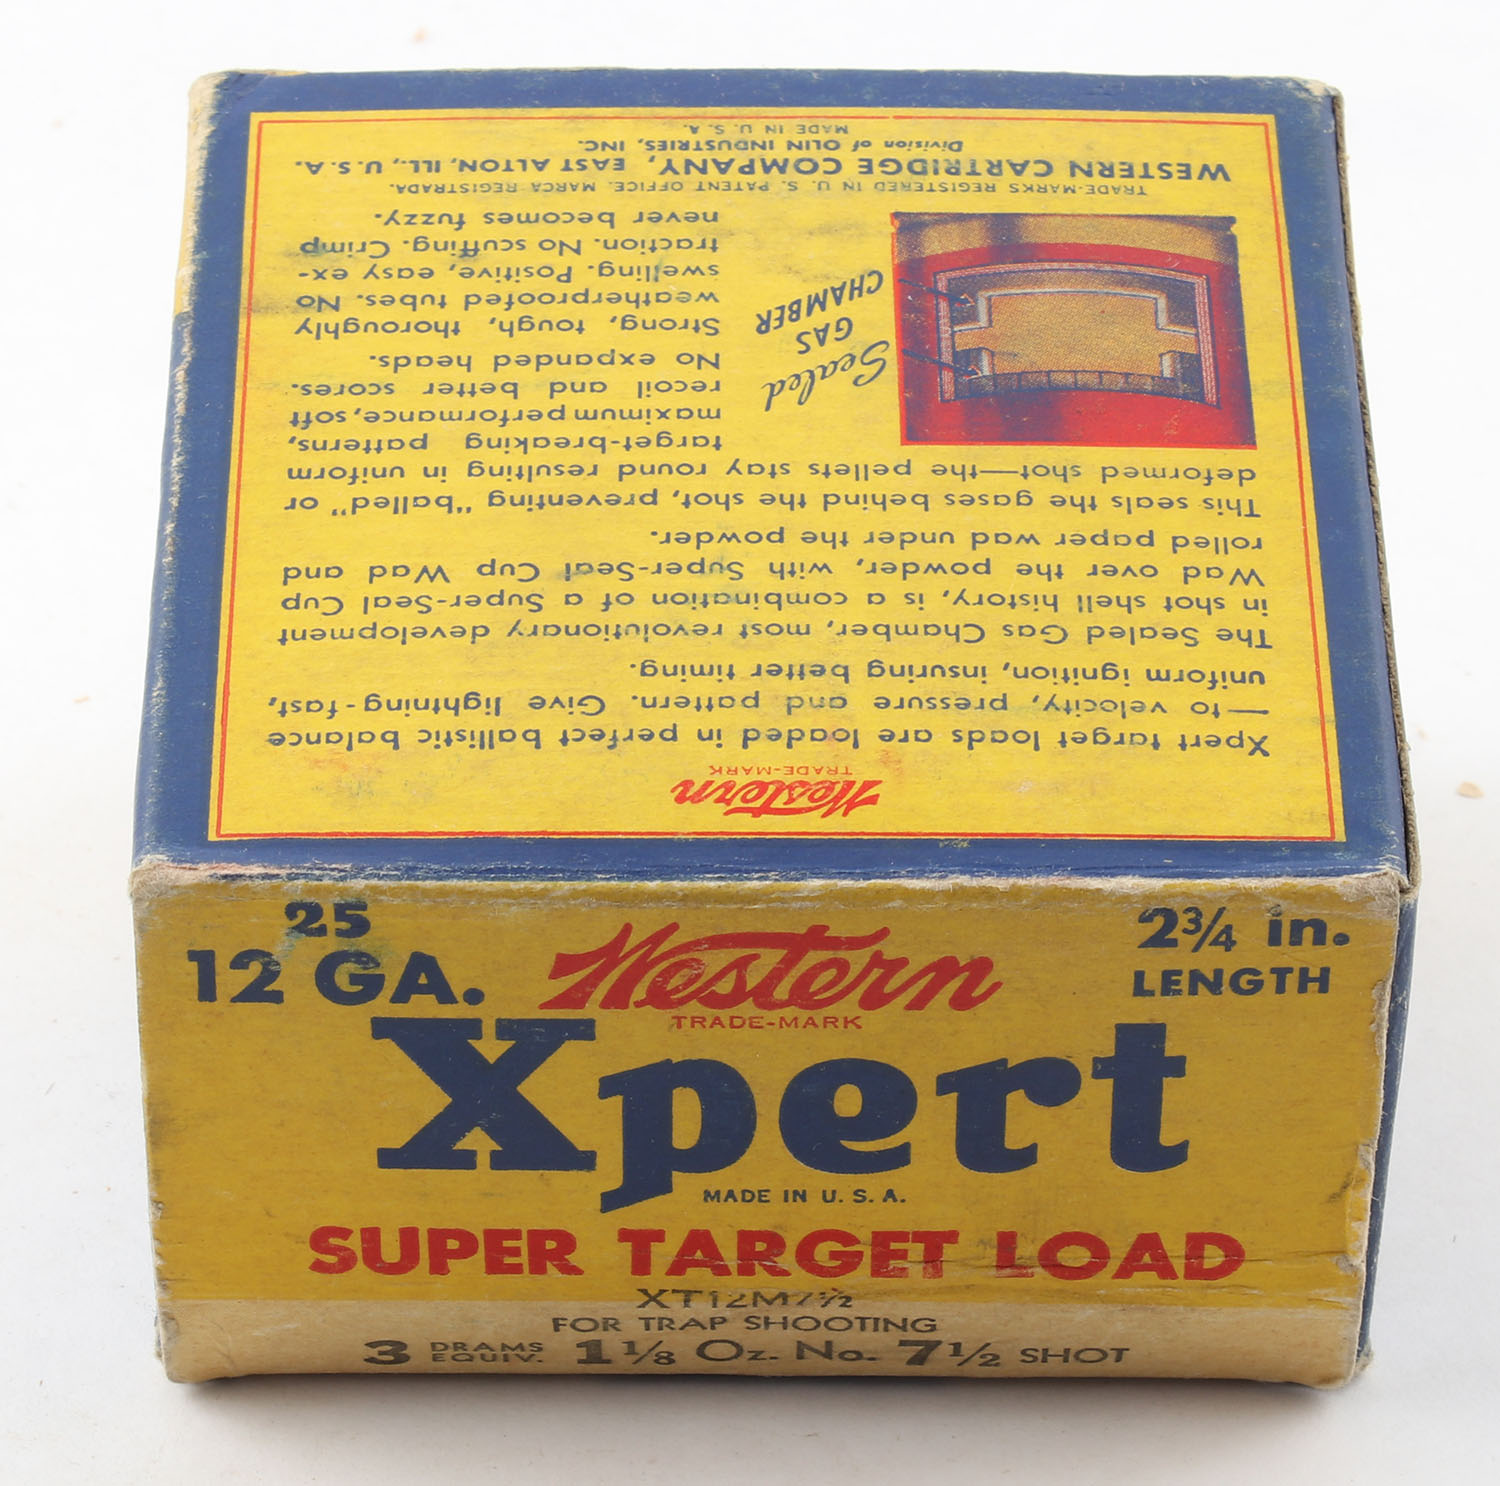 25
12 GA.
Western
TRADE-MARK
2¾ in.
LENGTH
Xpert
MADE IN U. S. A.
SUPER TARGET LOAD
XT12M7½
FOR TRAP SHOOTING
3 DRAMS EQUIV. 1⅛ Oz. No. 7½ SHOT
Western
TRADE-MARK
Xpert target loads are loaded in perfect ballistic balance
—to velocity, pressure and pattern. Give lightning-fast,
uniform ignition, insuring better timing.
The Sealed Gas Chamber, most revolutionary development
in shot shell history, is a combination of a Super-Seal Cup
Wad over the powder, with Super-Seal Cup Wad and
rolled paper wad under the powder.
This seals the gases behind the shot, preventing "balled" or
deformed shot—the pellets stay round resulting in uniform
target-breaking patterns,
maximum performance, soft
recoil and better scores.
No expanded heads.
Strong, tough, thoroughly
weatherproofed tubes. No
swelling. Positive, easy ex-
traction. No scuffing. Crimp
never becomes fuzzy.
Sealed
GAS
CHAMBER
TRADE-MARKS REGISTERED IN U. S. PATENT OFFICE. MARCA REGISTRADA.
WESTERN CARTRIDGE COMPANY, EAST ALTON, ILL., U. S. A.
Division of OLIN INDUSTRIES, INC.
MADE IN U. S. A.